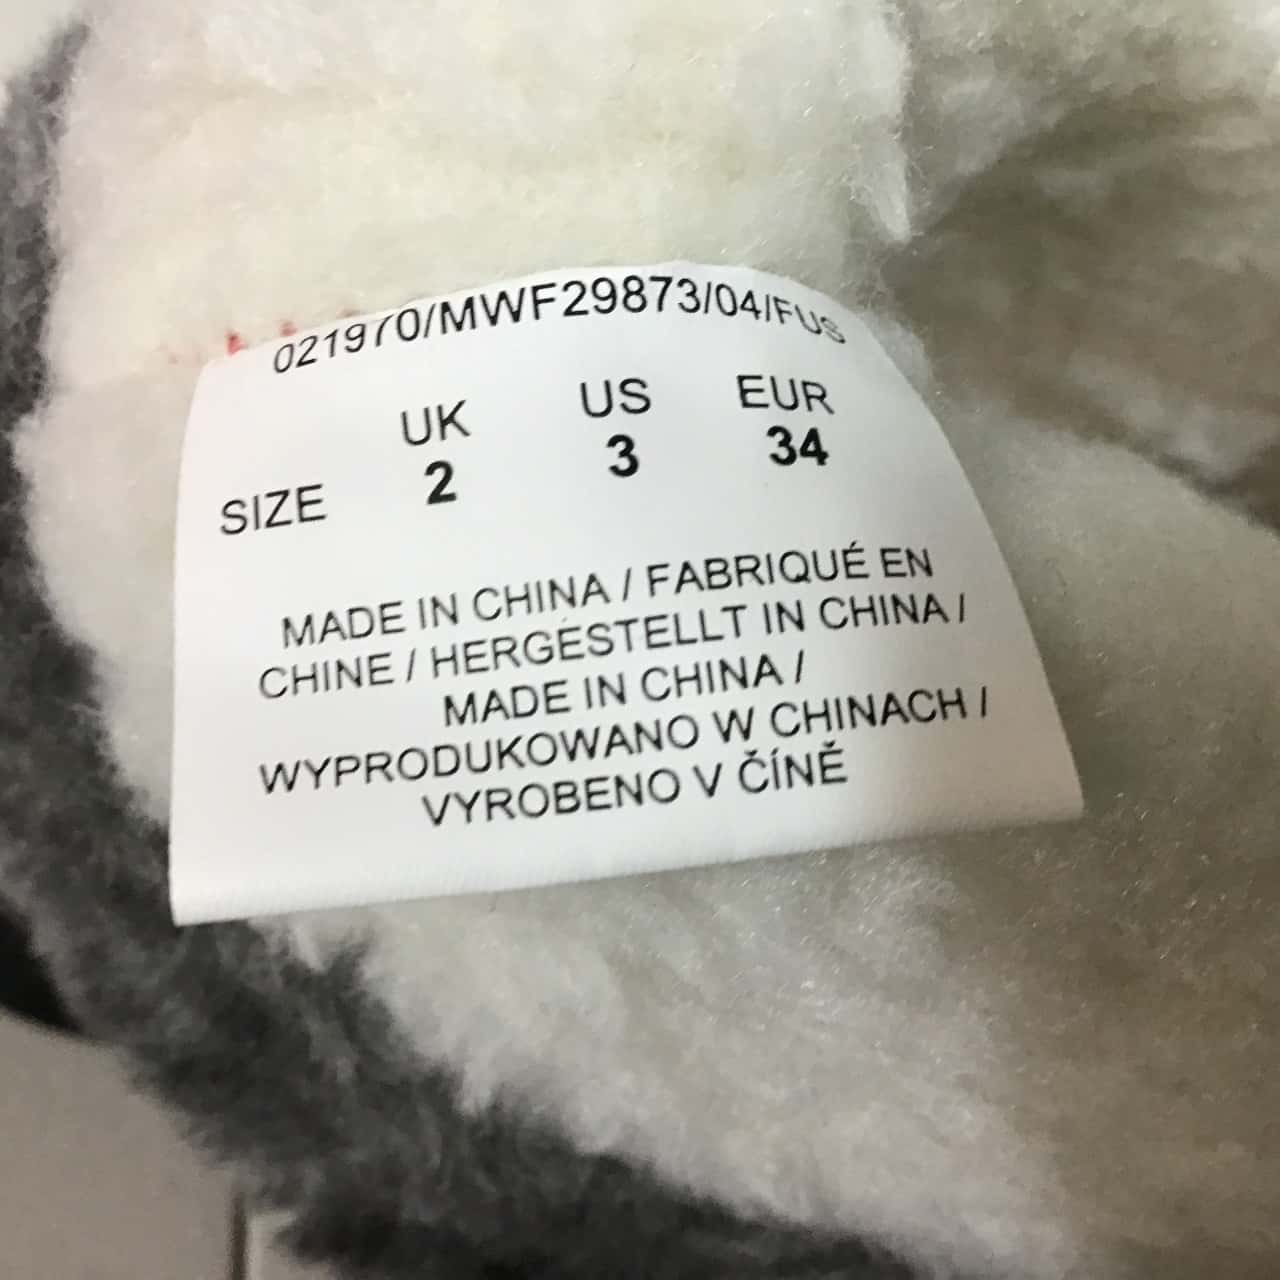 021970/MWF29873/04/FUS
UK US EUR
SIZE 2 3 34
MADE IN CHINA / FABRIQUÉ EN
CHINE / HERGESTELLT IN CHINA /
MADE IN CHINA /
WYPRODUKOWANO W CHINACH /
VYROBENO V ČÍNĚ